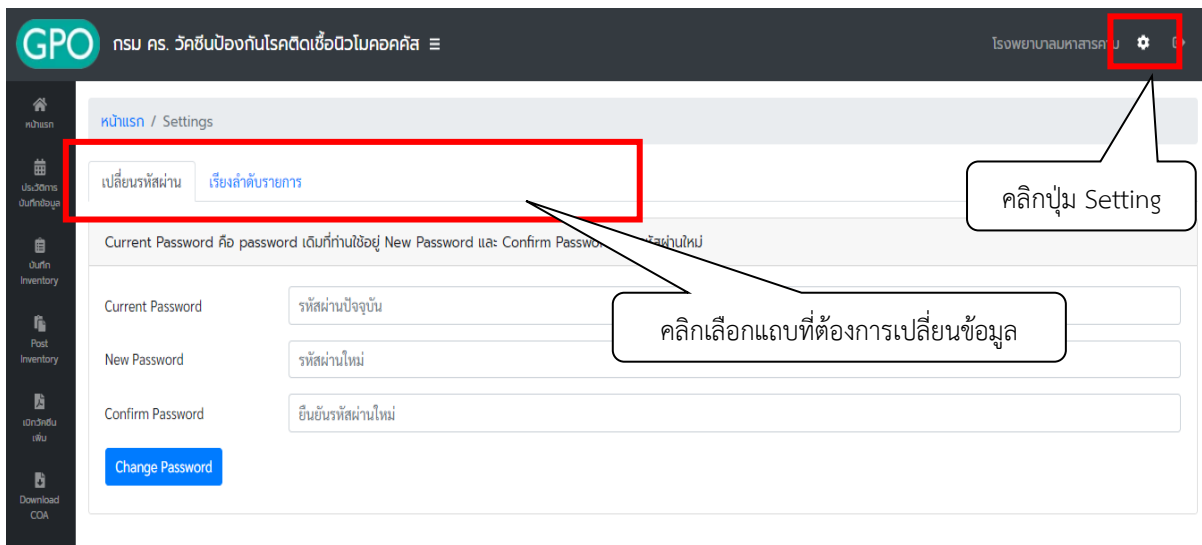 GPO กรม คร. วัคซีนป้องกันโรคติดเชื้อนิวโมคอคคัส
โรงพยาบาลมหาสารคาม
หน้าแรก
ประวัติการ
บันทึกข้อมูล
บันทึก
Inventory
Post
Inventory
เบิกวัคซีน
เพิ่ม
Download
COA
หน้าแรก / Settings
เปลี่ยนรหัสผ่าน เรียงลำดับรายการ
คลิกปุ่ม Setting
Current Password คือ password เดิมที่ท่านใช้อยู่ New Password และ Confirm รหัสผ่านใหม่
คลิกเลือกแถบที่ต้องการเปลี่ยนข้อมูล
Current Password รหัสผ่านปัจจุบัน
New Password รหัสผ่านใหม่
Confirm Password ยืนยันรหัสผ่านใหม่
Change Password